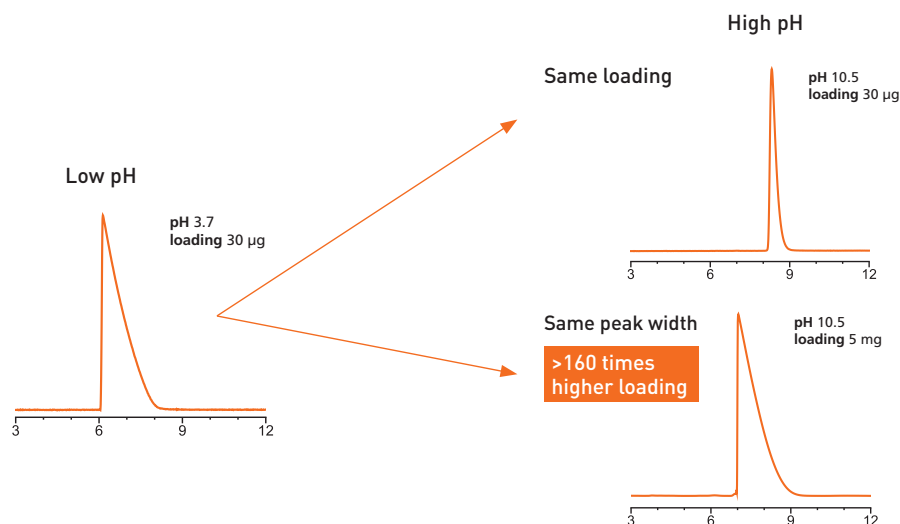 High pH
Same loading
pH 10.5
loading 30 µg
3 6 9 12
Low pH
pH 3.7
loading 30 µg
3 6 9 12
Same peak width
>160 times
higher loading
pH 10.5
loading 5 mg
3 6 9 12